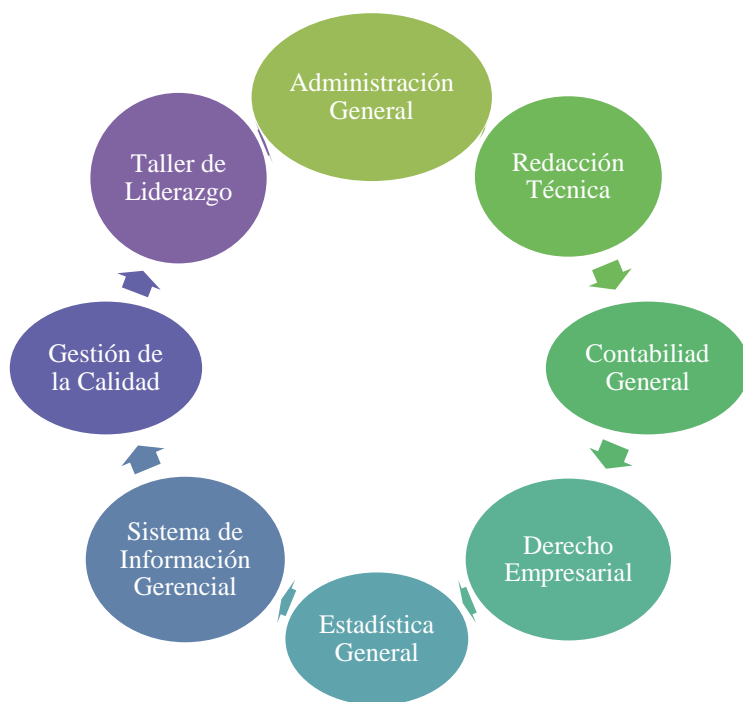 Administración
General
Redacción
Técnica
Contabiliad
General
Derecho
Empresarial
Estadística
General
Sistema de
Información
Gerencial
Gestión de
la Calidad
Taller de
Liderazgo